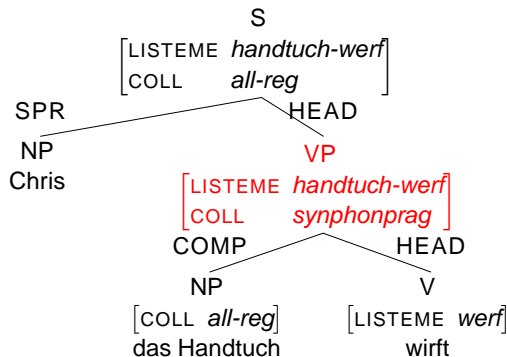 S
[LISTEME handtuch-werf]
[COLL all-reg]
SPR HEAD
NP VP
Chris
[LISTEME handtuch-werf]
[COLL synphonprag]
COMP HEAD
NP V
[COLL all-reg] [LISTEME werf]
das Handtuch wirft